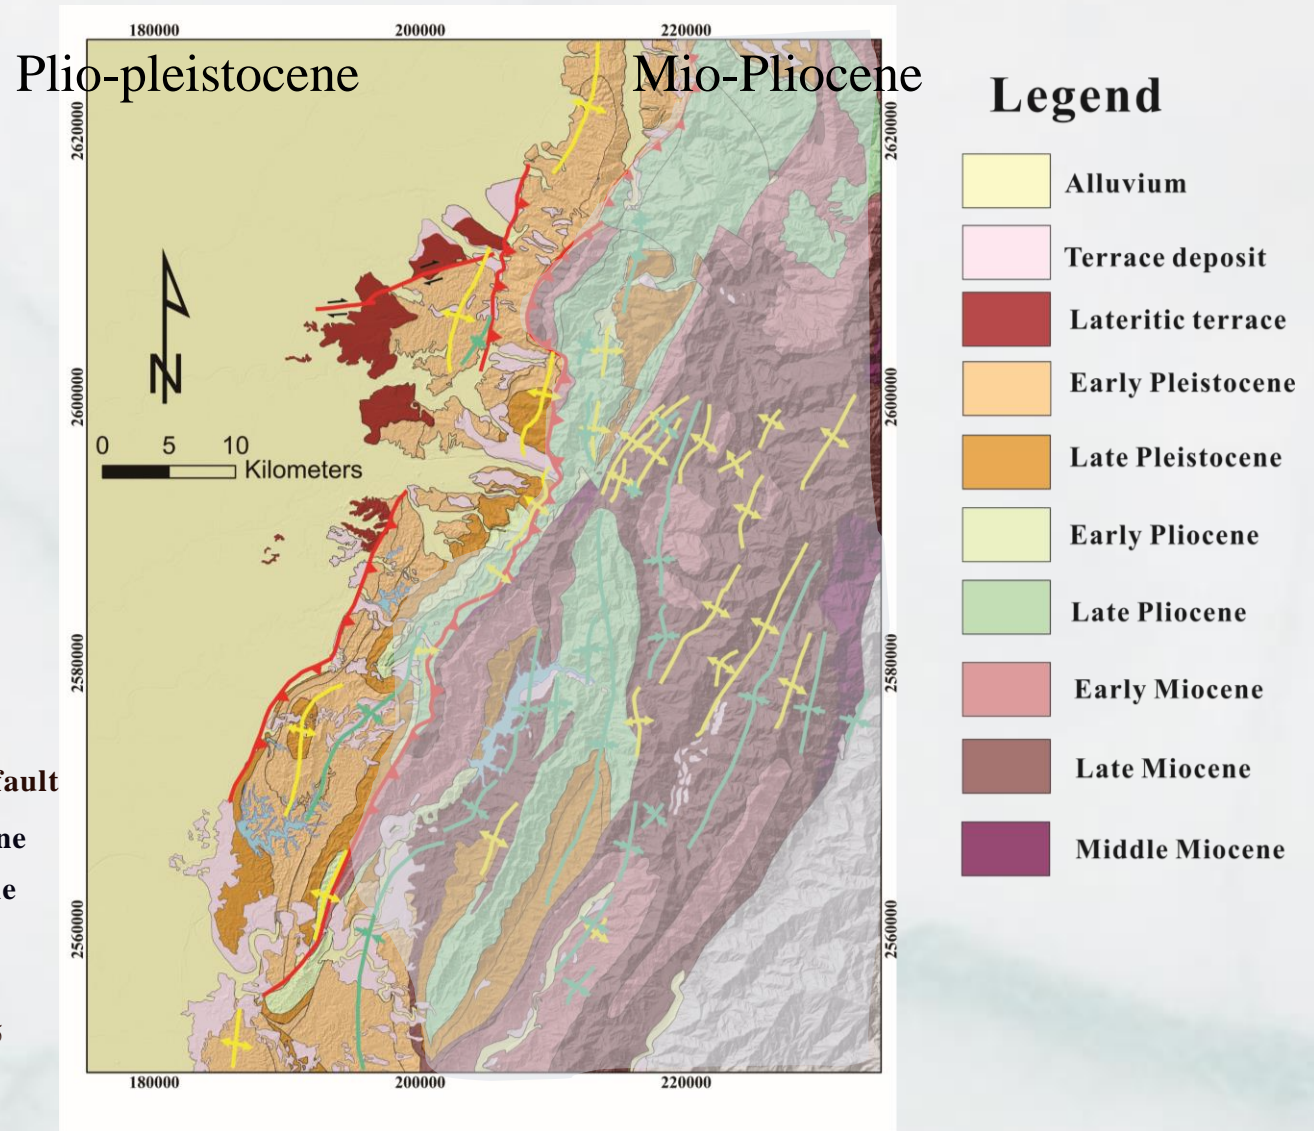 180000 200000 220000
Plio-pleistocene Mio-Pliocene
Legend
2620000 2620000
Alluvium
Terrace deposit
Lateritic terrace
N
Early Pleistocene
2600000 2600000
0 5 10
Kilometers
Late Pleistocene
Early Pliocene
Late Pliocene
2580000 2580000
Early Miocene
fault
Late Miocene
ne
Middle Miocene
2560000 2560000
180000 200000 220000